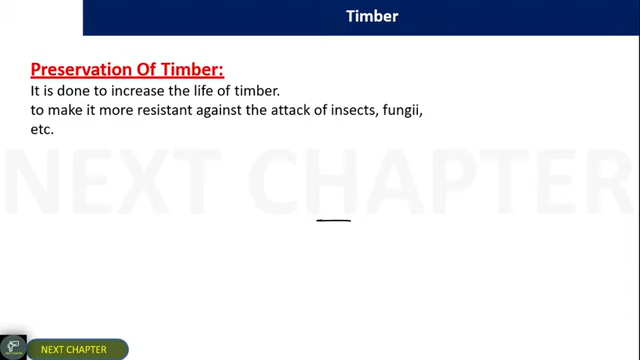 Timber
Preservation Of Timber:
It is done to increase the life of timber.
to make it more resistant against the attack of insects, fungii,
etc.
NEXT CHAPTER
NEXT CHAPTER